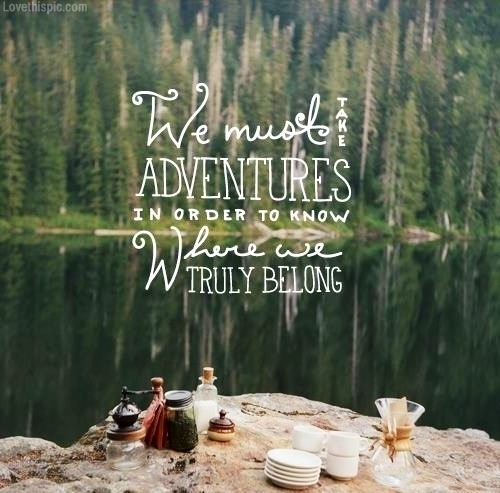 Lovethispic.com
We must TAKE
ADVENTURES
IN ORDER TO KNOW
Where we
TRULY BELONG